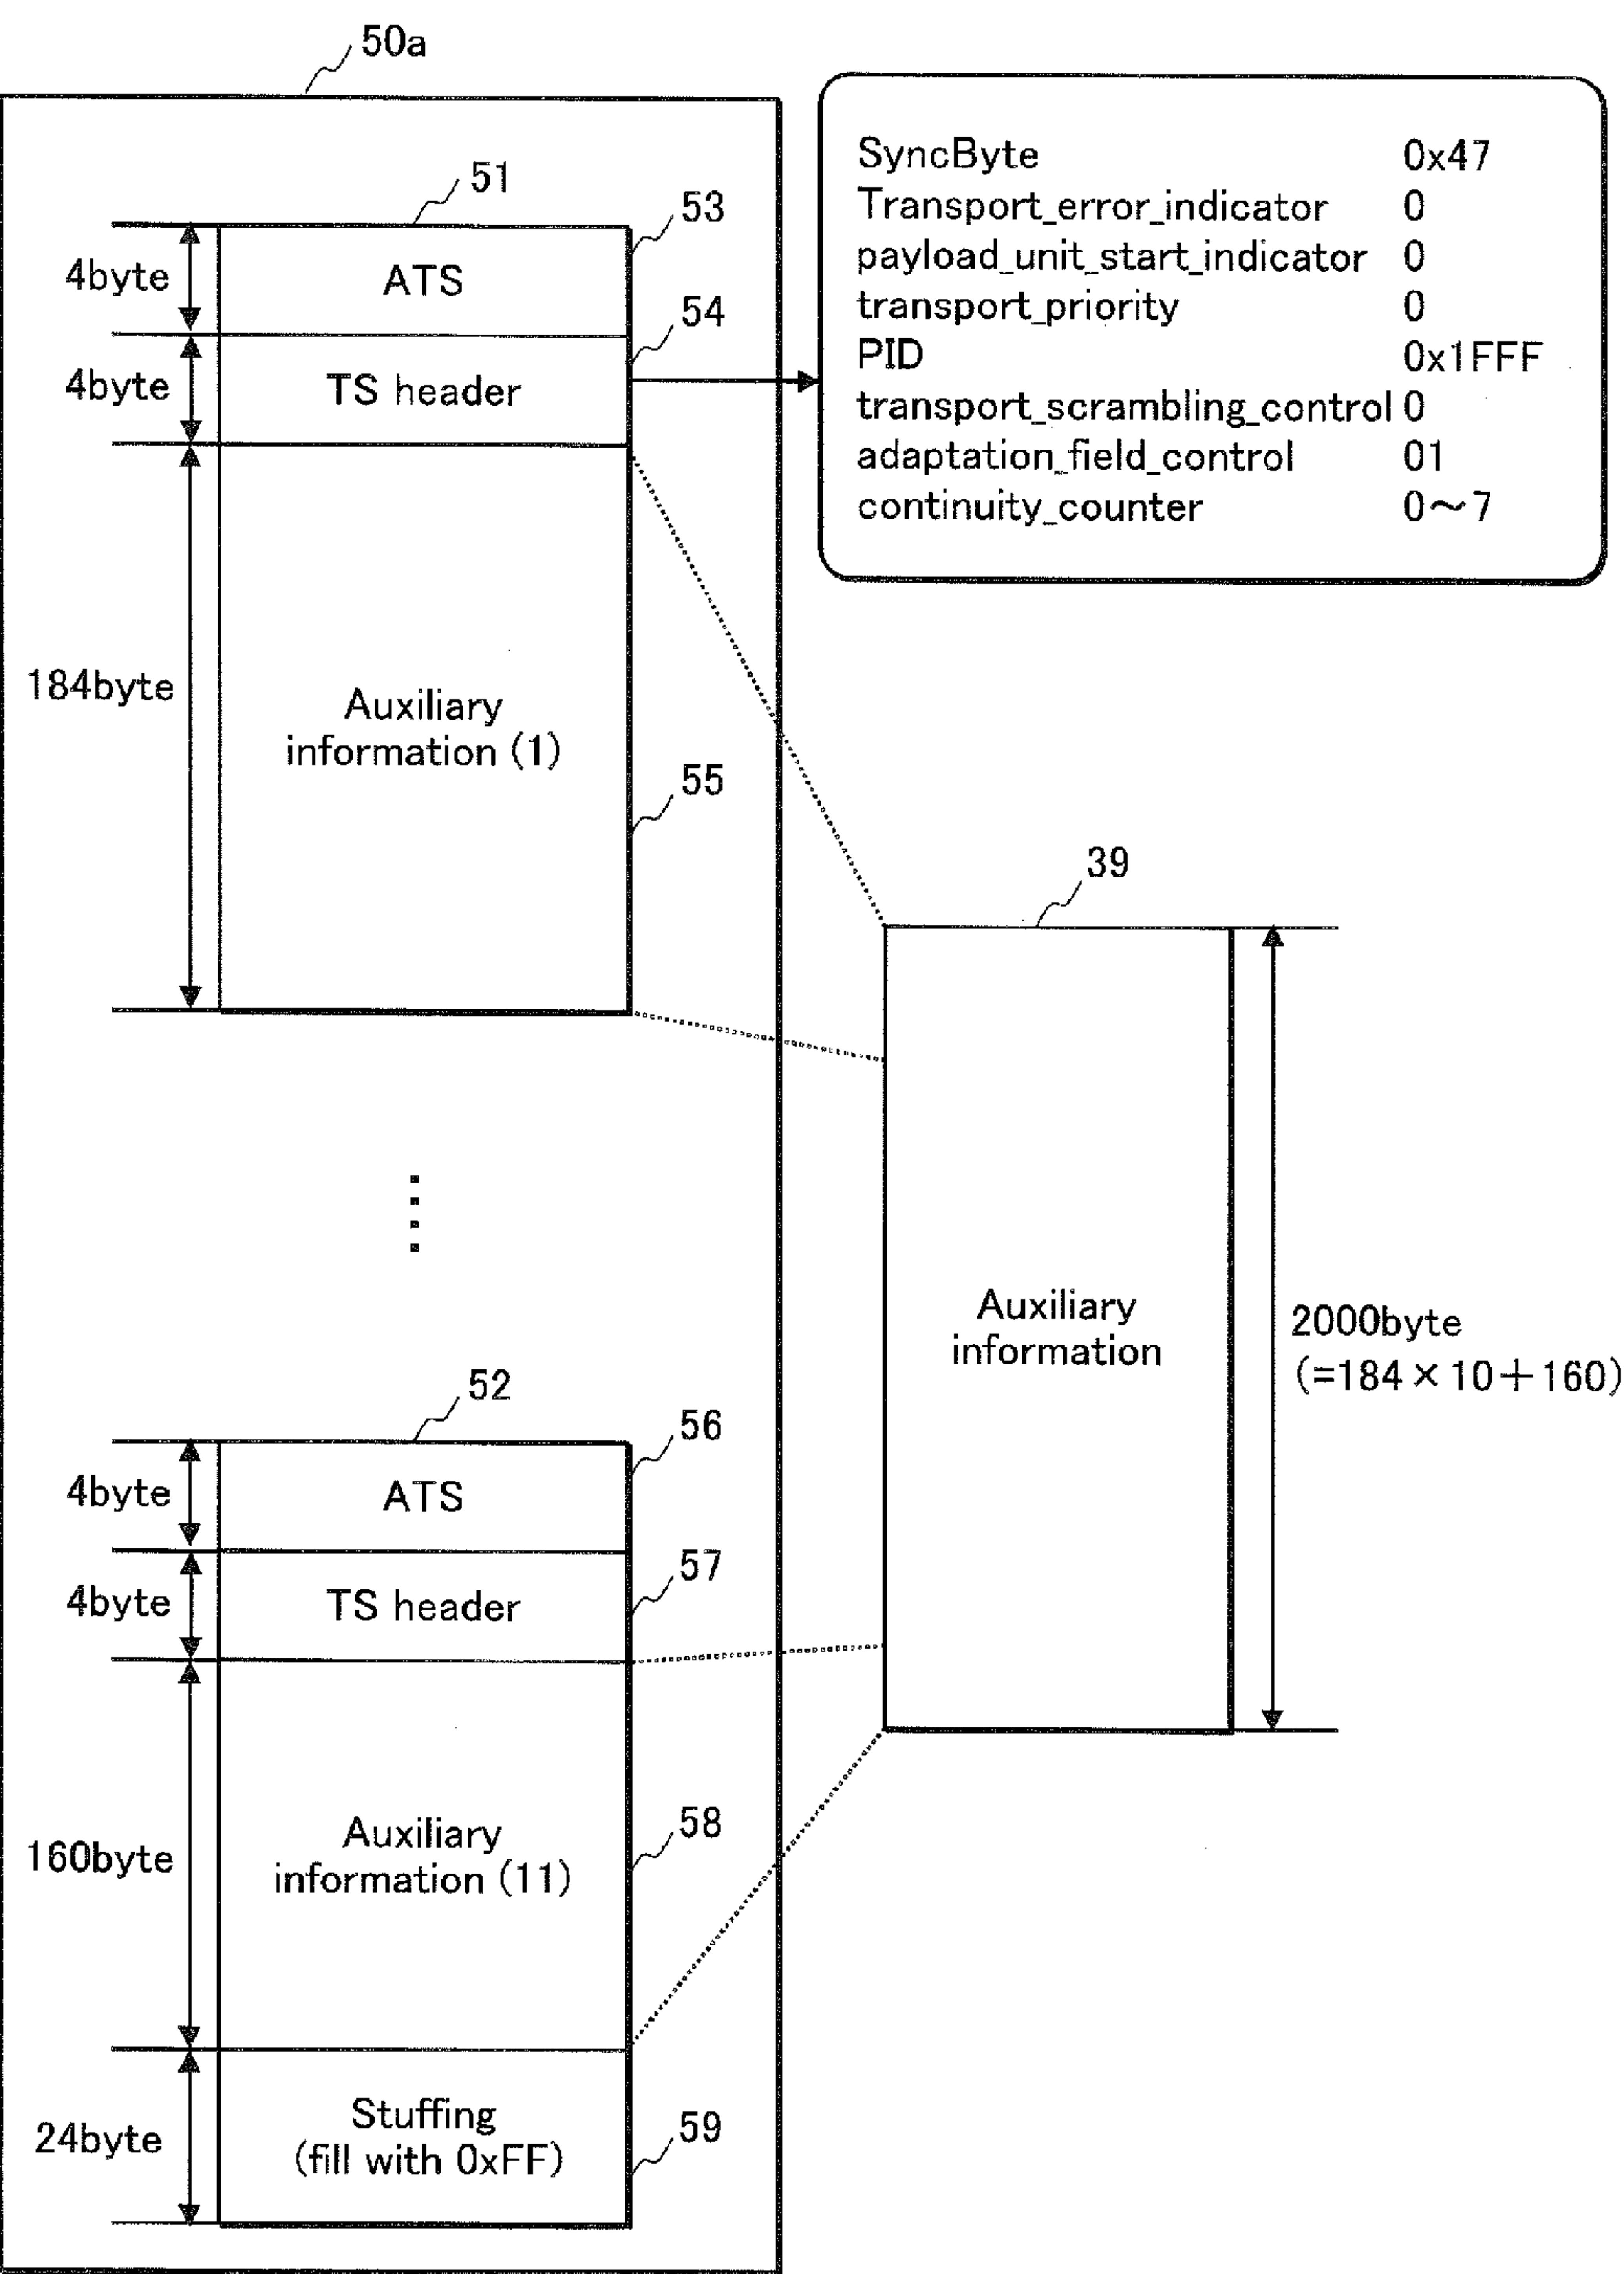 50a
SyncByte 0x47
Transport_error_indicator 0
payload_unit_start_indicator 0
transport_priority 0
PID 0x1FFF
transport_scrambling_control 0
adaptation_field_control 01
continuity_counter 0～7
51
53
4byte
ATS
54
4byte
TS header
184byte
Auxiliary
information (1)
55
39
Auxiliary
information
2000byte
(=184×10+160)
52
56
4byte
ATS
57
4byte
TS header
160byte
Auxiliary
information (11)
58
24byte
Stuffing
(fill with 0xFF)
59